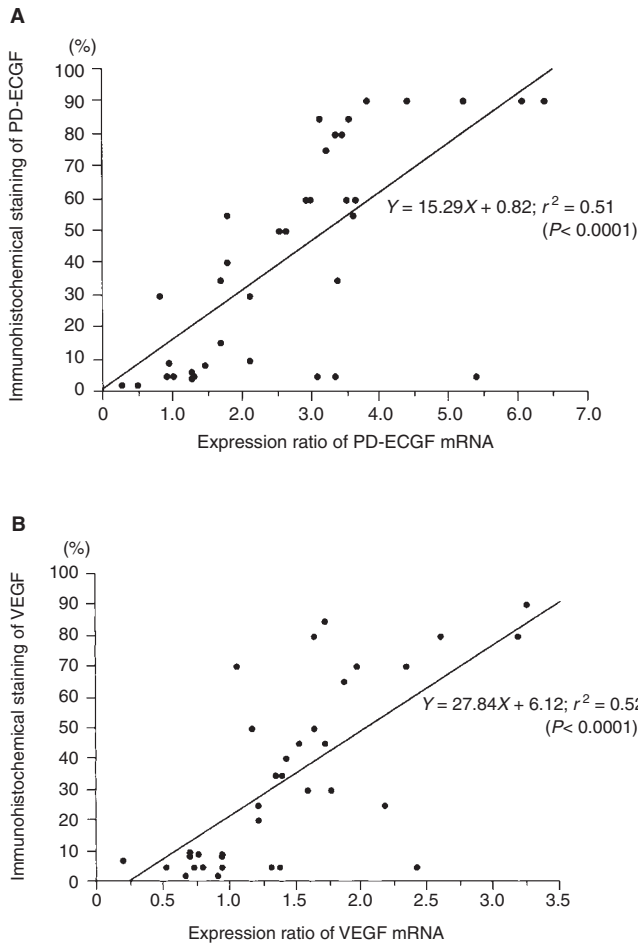 A
(%)
Immunohistochemical staining of PD-ECGF
100
90
80
70
60
50
40
30
20
10
0
Y = 15.29X + 0.82; r² = 0.51
(P< 0.0001)
0 1.0 2.0 3.0 4.0 5.0 6.0 7.0
Expression ratio of PD-ECGF mRNA
B
(%)
Immunohistochemical staining of VEGF
100
90
80
70
60
50
40
30
20
10
0
Y = 27.84X + 6.12; r² = 0.52
(P< 0.0001)
0 0.5 1.0 1.5 2.0 2.5 3.0 3.5
Expression ratio of VEGF mRNA